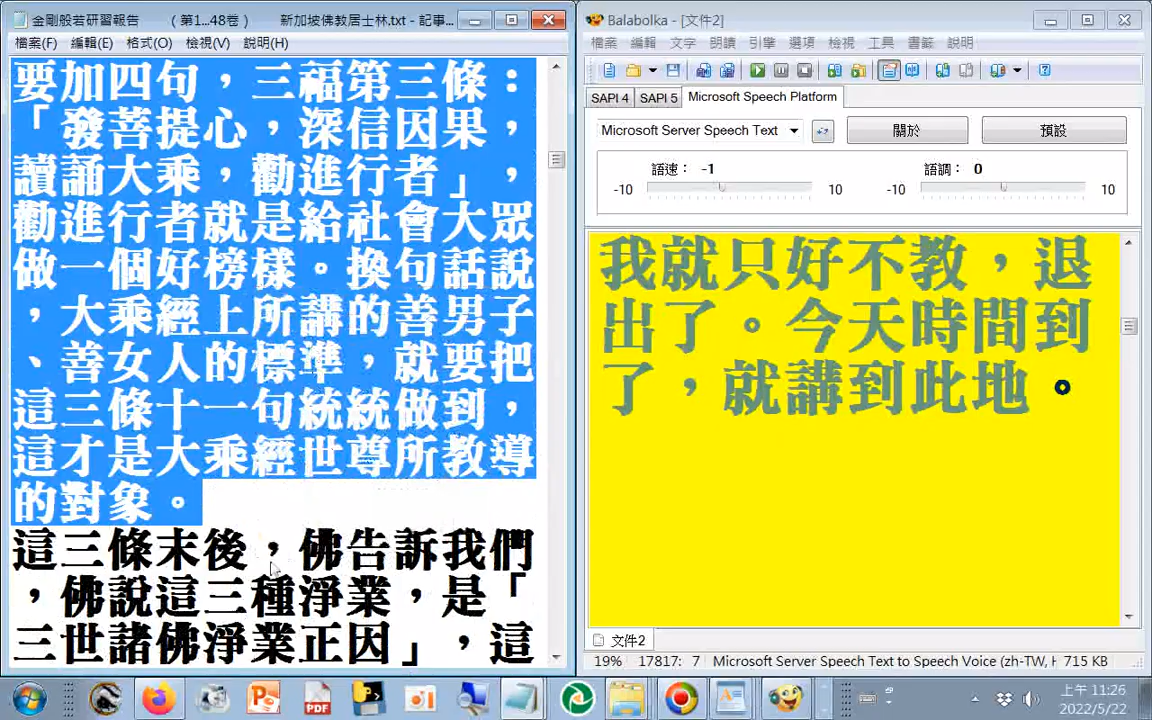 金剛般若研習報告 （第1...48卷） 新加坡佛教居士林.txt - 記事...
檔案(F) 編輯(E) 格式(O) 檢視(V) 說明(H)
要加四句，三福第三條：
「發菩提心，深信因果，
讀誦大乘，勸進行者」，
勸進行者就是給社會大眾
做一個好榜樣。換句話說
，大乘經上所講的善男子
、善女人的標準，就要把
這三條十一句統統做到，
這才是大乘經世尊所教導
的對象。
這三條末後，佛告訴我們
，佛說這三種淨業，是「
三世諸佛淨業正因」，這
Balabolka - [文件2]
檔案 編輯 文字 朗讀 引擎 選項 檢視 工具 書籤 說明
SAPI 4 SAPI 5 Microsoft Speech Platform
Microsoft Server Speech Text 關於 預設
語速： -1 語調： 0
-10 10 -10 10
我就只好不教，退
出了。今天時間到
了，就講到此地。
文件2
19% 17817: 7 Microsoft Server Speech Text to Speech Voice (zh-TW, H 715 KB
上午 11:26
2022/5/22